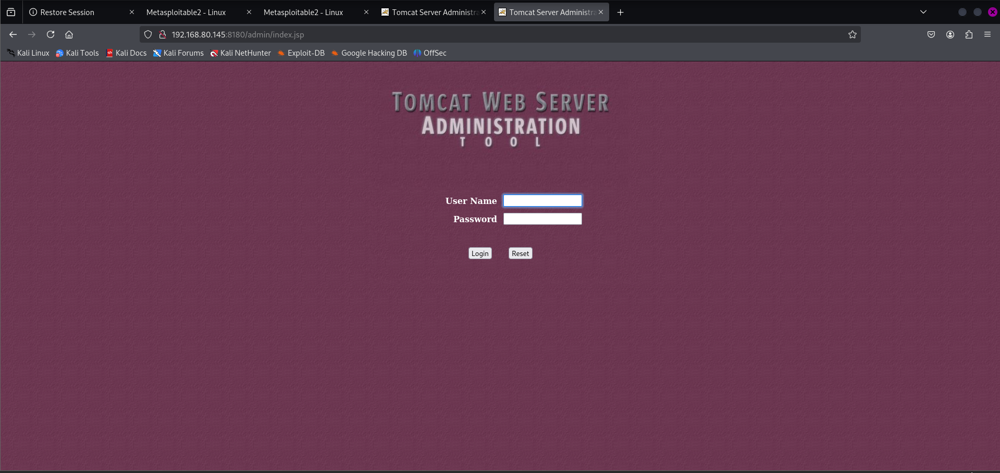 Restore Session
Metasploitable2 - Linux
Metasploitable2 - Linux
Tomcat Server Administra
Tomcat Server Administra
192.168.80.145:8180/admin/index.jsp
Kali Linux
Kali Tools
Kali Docs
Kali Forums
Kali NetHunter
Exploit-DB
Google Hacking DB
OffSec
TOMCAT WEB SERVER
ADMINISTRATION
TOOL
User Name
Password
Login
Reset